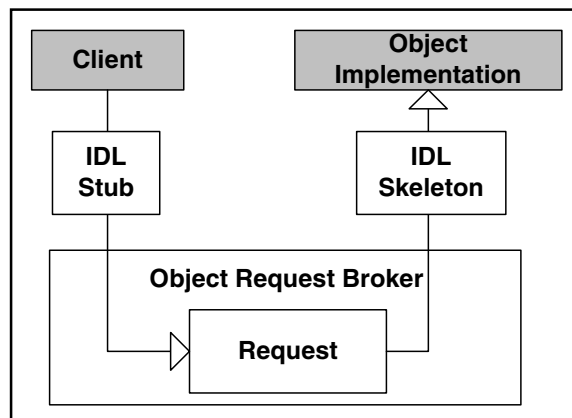 Client
Object
Implementation
IDL
Stub
IDL
Skeleton
Object Request Broker
Request